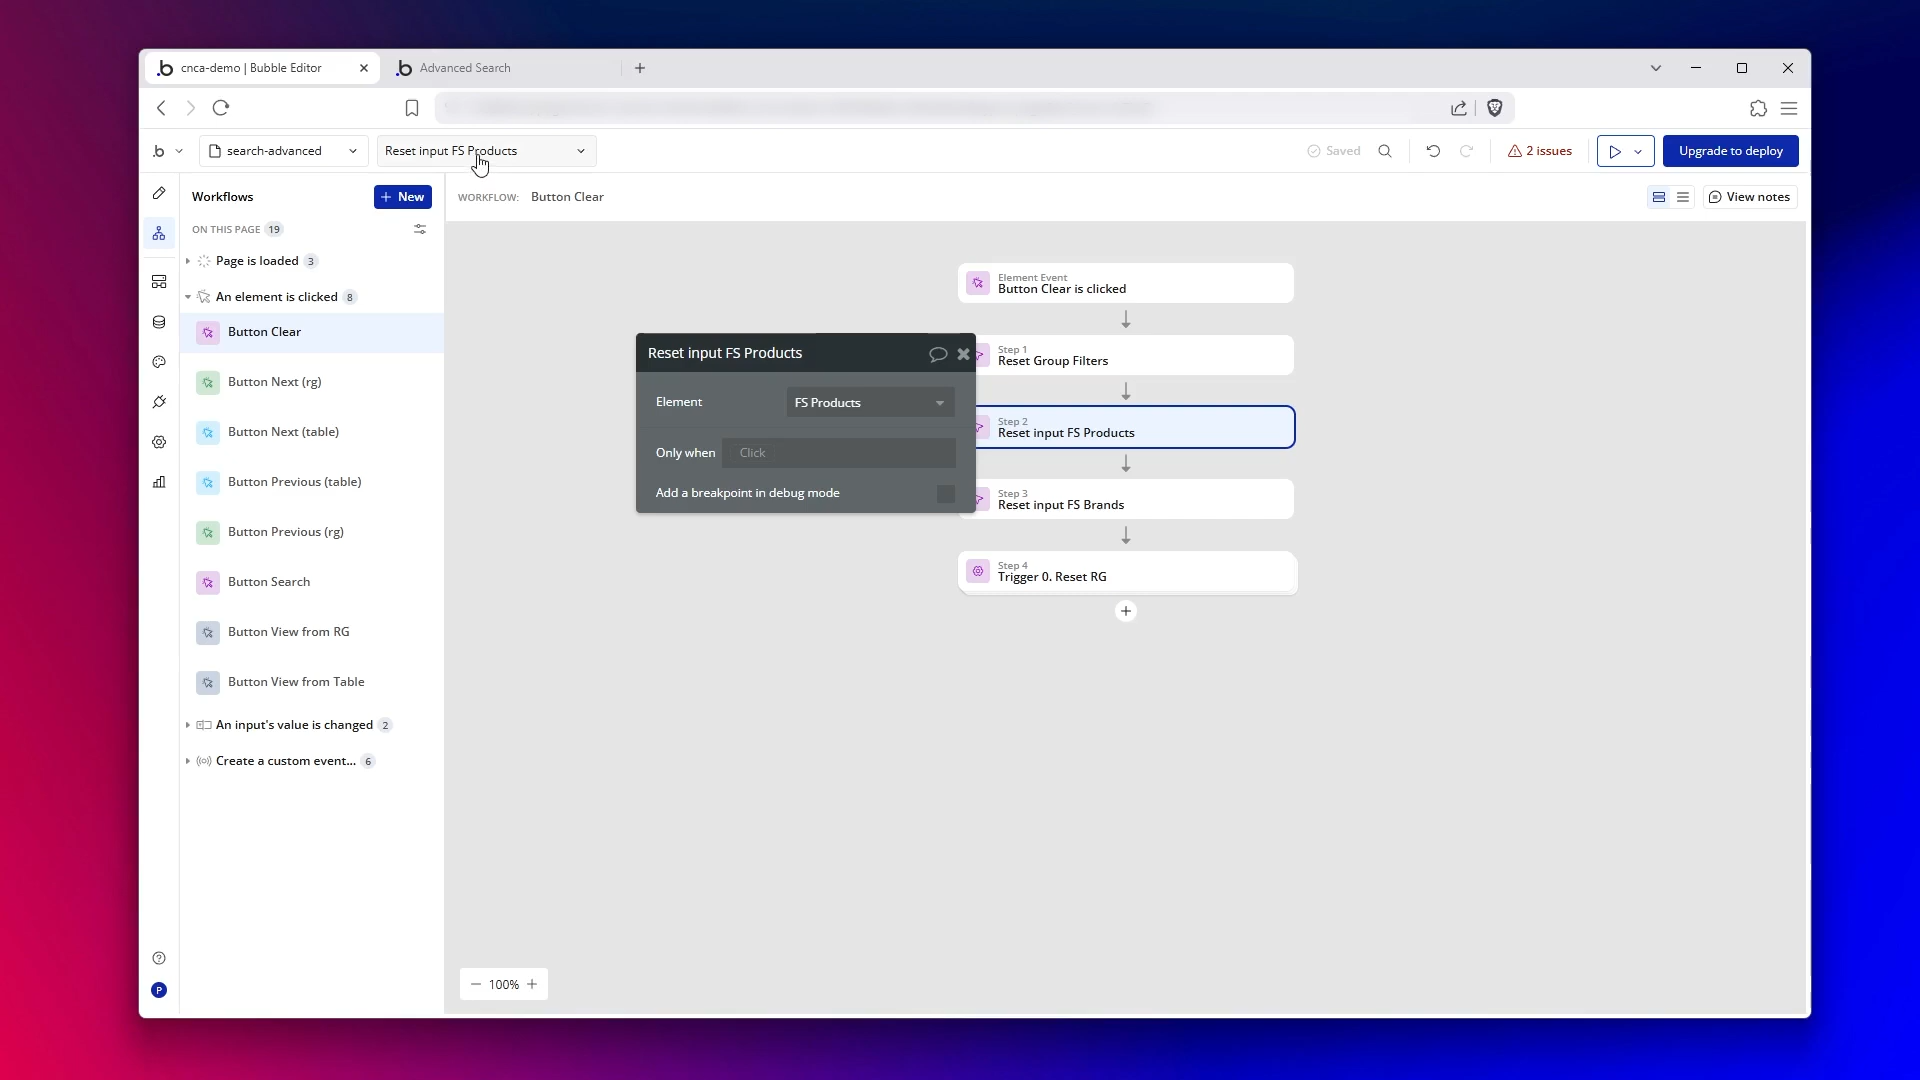 cnca-demo | Bubble Editor
Advanced Search
search-advanced
Reset input FS Products
Saved
2 issues
Upgrade to deploy
Workflows
New
WORKFLOW: Button Clear
View notes
ON THIS PAGE 19
Page is loaded 3
An element is clicked 8
Button Clear
Button Next (rg)
Button Next (table)
Button Previous (table)
Button Previous (rg)
Button Search
Button View from RG
Button View from Table
An input's value is changed 2
Create a custom event... 6
P
Element Event
Button Clear is clicked
Step 1
Reset Group Filters
Step 2
Reset input FS Products
Step 3
Reset input FS Brands
Step 4
Trigger 0. Reset RG
Reset input FS Products
Element FS Products
Only when Click
Add a breakpoint in debug mode
100%